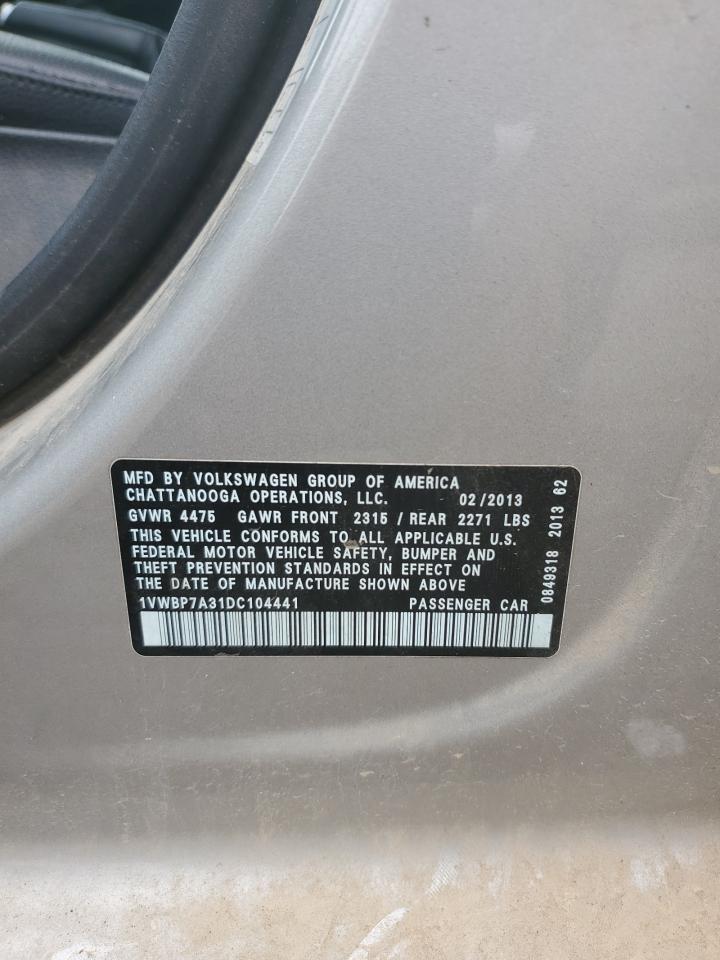 MFD BY VOLKSWAGEN GROUP OF AMERICA
CHATTANOOGA OPERATIONS, LLC. 02/2013
GVWR 4475 GAWR FRONT 2315 / REAR 2271 LBS
THIS VEHICLE CONFORMS TO ALL APPLICABLE U.S.
FEDERAL MOTOR VEHICLE SAFETY, BUMPER AND
THEFT PREVENTION STANDARDS IN EFFECT ON
THE DATE OF MANUFACTURE SHOWN ABOVE
1VWBP7A31DC104441 PASSENGER CAR
0849318 2013 62